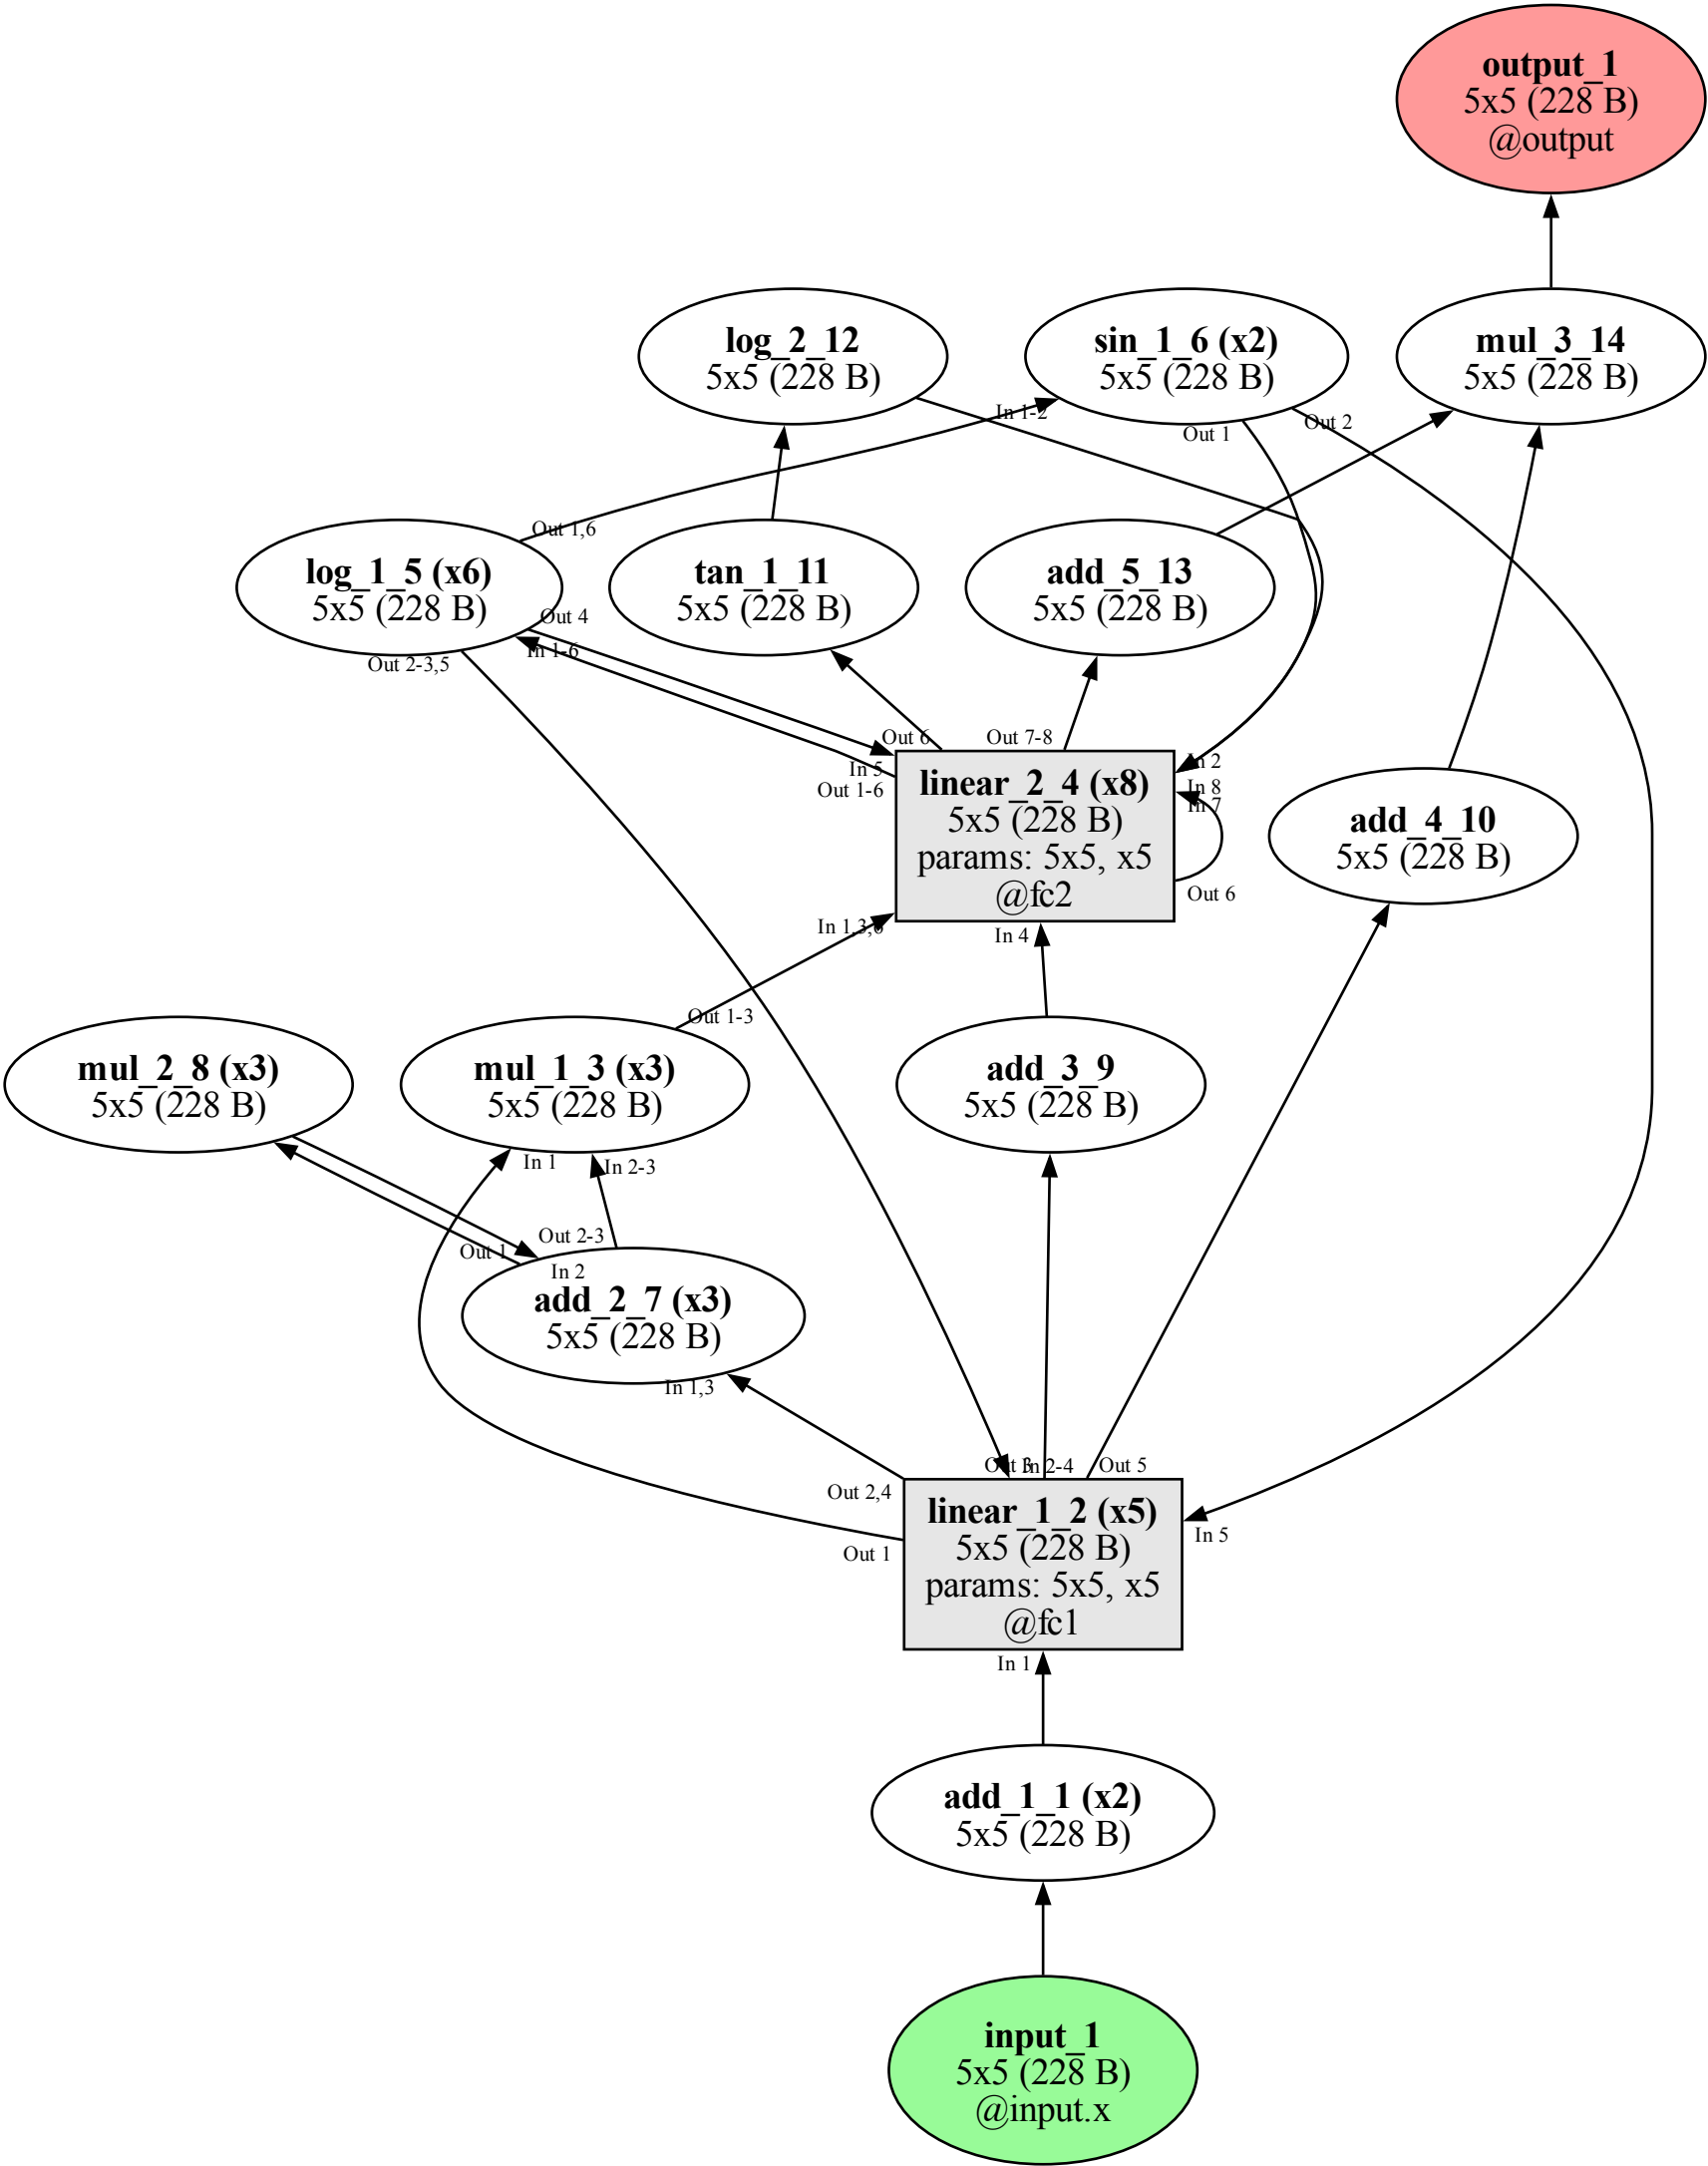 output_1
5x5 (228 B)
@output
log_2_12
5x5 (228 B)
sin_1_6 (x2)
5x5 (228 B)
mul_3_14
5x5 (228 B)
In 1-2
Out 1
Out 2
Out 1,6
log_1_5 (x6)
5x5 (228 B)
tan_1_11
5x5 (228 B)
add_5_13
5x5 (228 B)
Out 4
In 1-6
Out 2-3,5
Out 6
Out 7-8
In 5
Out 1-6
In 2
In 8
In 7
linear_2_4 (x8)
5x5 (228 B)
params: 5x5, x5
@fc2
add_4_10
5x5 (228 B)
Out 6
In 1,3,6
In 4
Out 1-3
mul_2_8 (x3)
5x5 (228 B)
mul_1_3 (x3)
5x5 (228 B)
add_3_9
5x5 (228 B)
In 1
In 2-3
Out 2-3
Out 1
In 2
add_2_7 (x3)
5x5 (228 B)
In 1,3
Out 3
In 2-4
Out 5
Out 2,4
linear_1_2 (x5)
5x5 (228 B)
params: 5x5, x5
@fc1
In 5
Out 1
In 1
add_1_1 (x2)
5x5 (228 B)
input_1
5x5 (228 B)
@input.x